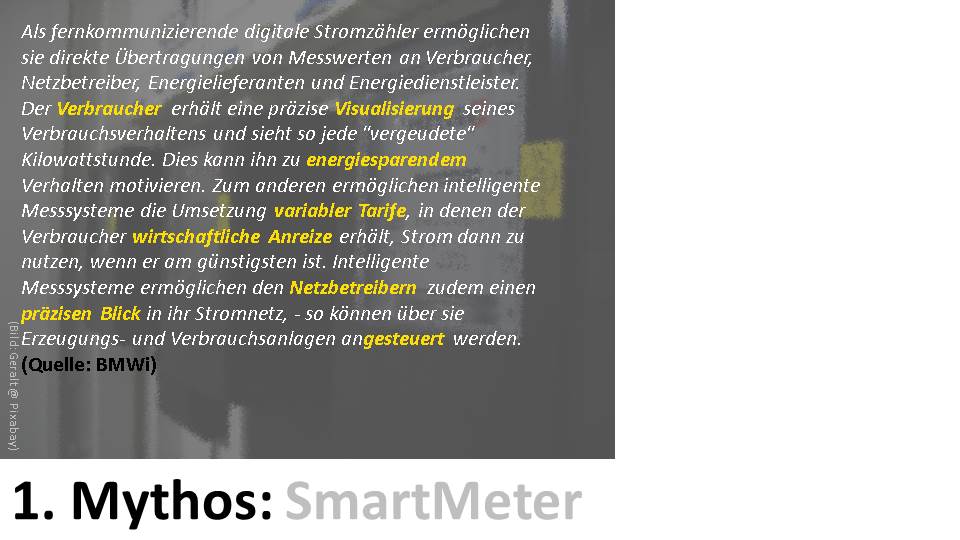 Als fernkommunizierende digitale Stromzähler ermöglichen
sie direkte Übertragungen von Messwerten an Verbraucher,
Netzbetreiber, Energielieferanten und Energiedienstleister.
Der Verbraucher erhält eine präzise Visualisierung seines
Verbrauchsverhaltens und sieht so jede "vergeudete"
Kilowattstunde. Dies kann ihn zu energiesparendem
Verhalten motivieren. Zum anderen ermöglichen intelligente
Messsysteme die Umsetzung variabler Tarife, in denen der
Verbraucher wirtschaftliche Anreize erhält, Strom dann zu
nutzen, wenn er am günstigsten ist. Intelligente
Messsysteme ermöglichen den Netzbetreibern zudem einen
präzisen Blick in ihr Stromnetz, - so können über sie
Erzeugungs- und Verbrauchsanlagen angesteuert werden.
(Quelle: BMWi)
(Bild: Geralt @ Pixabay)
1. Mythos: SmartMeter